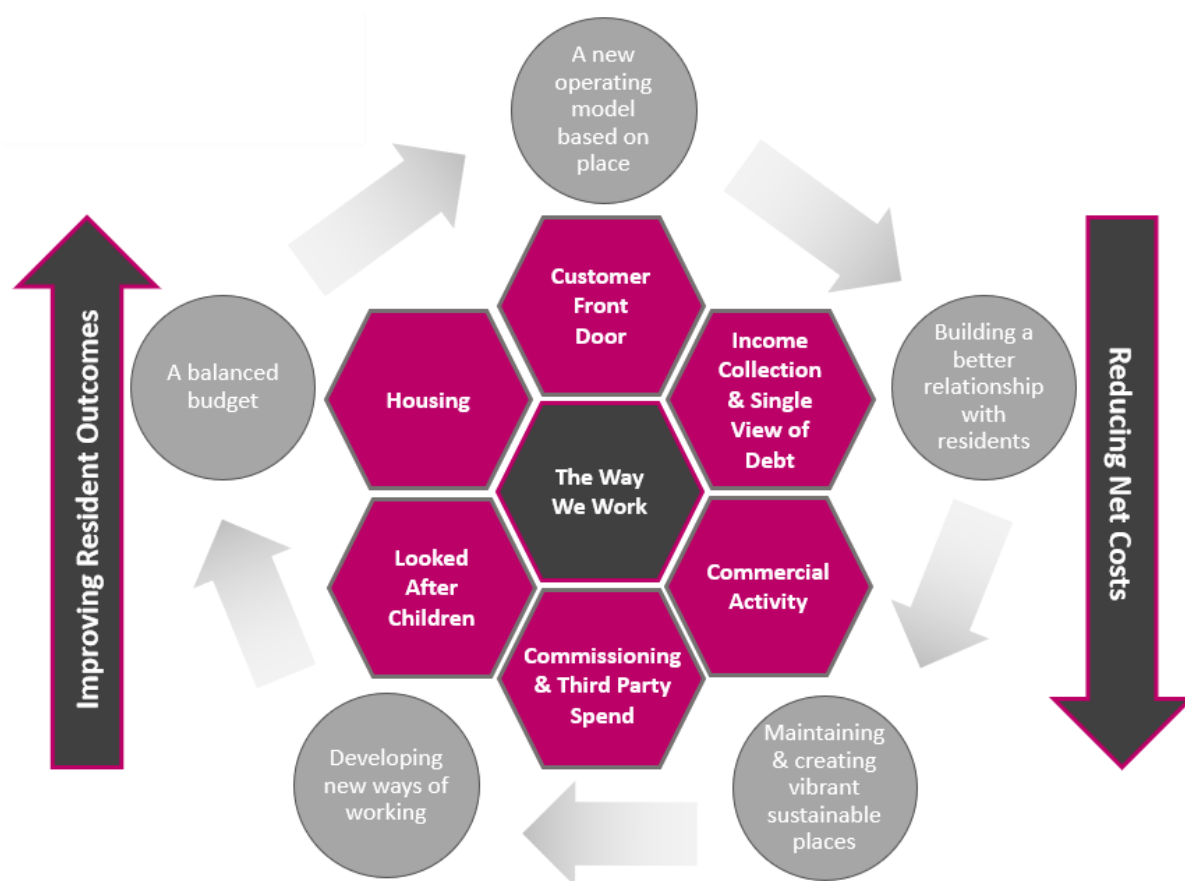 A new
operating
model
based on
place
Customer
Front
Door
Income
Collection
& Single
View of
Debt
Building a
better
relationship
with
residents
A balanced
budget
Housing
The Way
We Work
Looked
After
Children
Commercial
Activity
Commissioning
& Third Party
Spend
Developing
new ways of
working
Maintaining
& creating
vibrant
sustainable
places
Improving Resident Outcomes
Reducing Net Costs